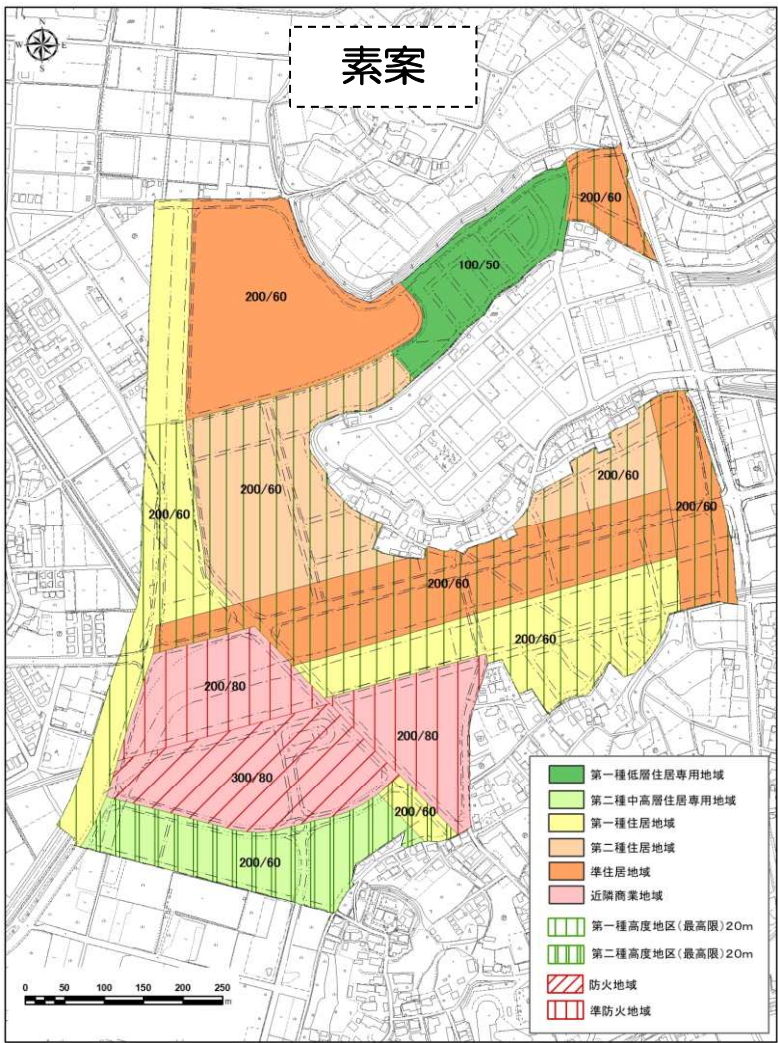 素案
N
W
E
S
200/60
100/50
200/60
200/60
200/60
200/60
200/60
200/60
200/60
200/80
200/80
300/80
200/60
200/60
第一種低層住居専用地域
第二種中高層住居専用地域
第一種住居地域
第二種住居地域
準住居地域
近隣商業地域
第一種高度地区(最高限)20m
第二種高度地区(最高限)20m
防火地域
準防火地域
0 50 100 150 200 250
m